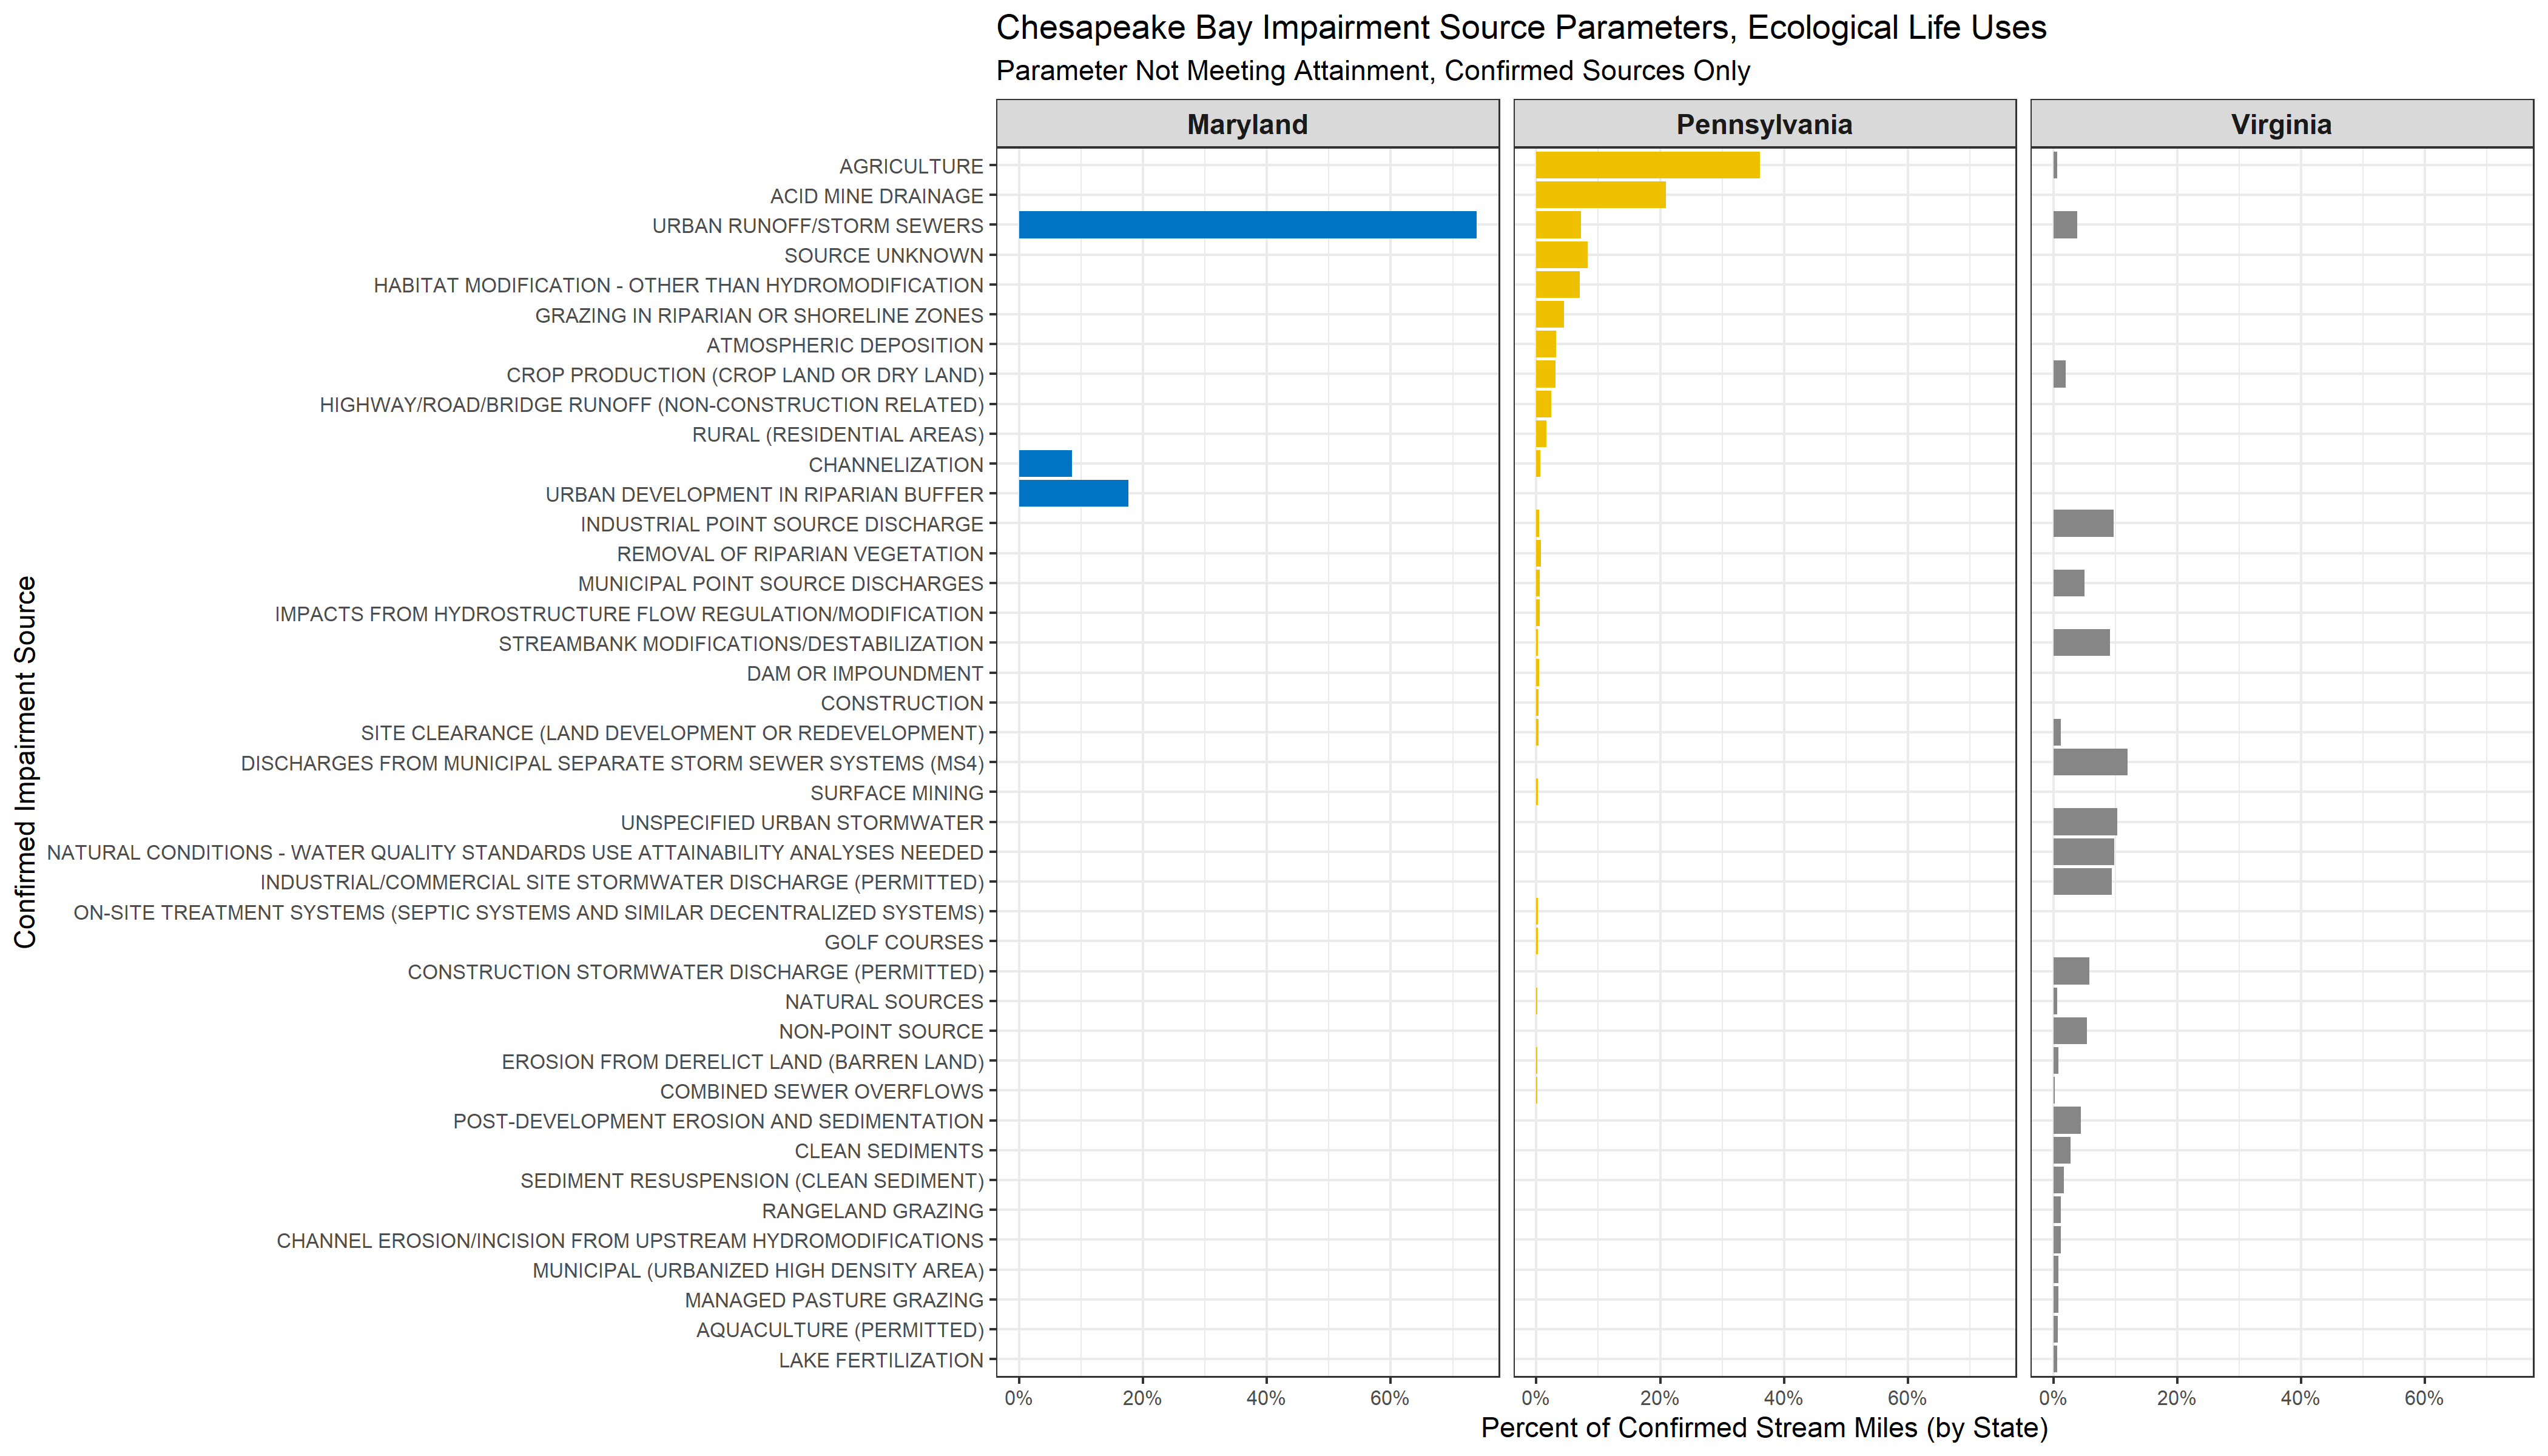 Chesapeake Bay Impairment Source Parameters, Ecological Life Uses
Parameter Not Meeting Attainment, Confirmed Sources Only
Maryland
Pennsylvania
Virginia
Confirmed Impairment Source
AGRICULTURE
ACID MINE DRAINAGE
URBAN RUNOFF/STORM SEWERS
SOURCE UNKNOWN
HABITAT MODIFICATION - OTHER THAN HYDROMODIFICATION
GRAZING IN RIPARIAN OR SHORELINE ZONES
ATMOSPHERIC DEPOSITION
CROP PRODUCTION (CROP LAND OR DRY LAND)
HIGHWAY/ROAD/BRIDGE RUNOFF (NON-CONSTRUCTION RELATED)
RURAL (RESIDENTIAL AREAS)
CHANNELIZATION
URBAN DEVELOPMENT IN RIPARIAN BUFFER
INDUSTRIAL POINT SOURCE DISCHARGE
REMOVAL OF RIPARIAN VEGETATION
MUNICIPAL POINT SOURCE DISCHARGES
IMPACTS FROM HYDROSTRUCTURE FLOW REGULATION/MODIFICATION
STREAMBANK MODIFICATIONS/DESTABILIZATION
DAM OR IMPOUNDMENT
CONSTRUCTION
SITE CLEARANCE (LAND DEVELOPMENT OR REDEVELOPMENT)
DISCHARGES FROM MUNICIPAL SEPARATE STORM SEWER SYSTEMS (MS4)
SURFACE MINING
UNSPECIFIED URBAN STORMWATER
NATURAL CONDITIONS - WATER QUALITY STANDARDS USE ATTAINABILITY ANALYSES NEEDED
INDUSTRIAL/COMMERCIAL SITE STORMWATER DISCHARGE (PERMITTED)
ON-SITE TREATMENT SYSTEMS (SEPTIC SYSTEMS AND SIMILAR DECENTRALIZED SYSTEMS)
GOLF COURSES
CONSTRUCTION STORMWATER DISCHARGE (PERMITTED)
NATURAL SOURCES
NON-POINT SOURCE
EROSION FROM DERELICT LAND (BARREN LAND)
COMBINED SEWER OVERFLOWS
POST-DEVELOPMENT EROSION AND SEDIMENTATION
CLEAN SEDIMENTS
SEDIMENT RESUSPENSION (CLEAN SEDIMENT)
RANGELAND GRAZING
CHANNEL EROSION/INCISION FROM UPSTREAM HYDROMODIFICATIONS
MUNICIPAL (URBANIZED HIGH DENSITY AREA)
MANAGED PASTURE GRAZING
AQUACULTURE (PERMITTED)
LAKE FERTILIZATION
0% 20% 40% 60%
0% 20% 40% 60%
0% 20% 40% 60%
Percent of Confirmed Stream Miles (by State)